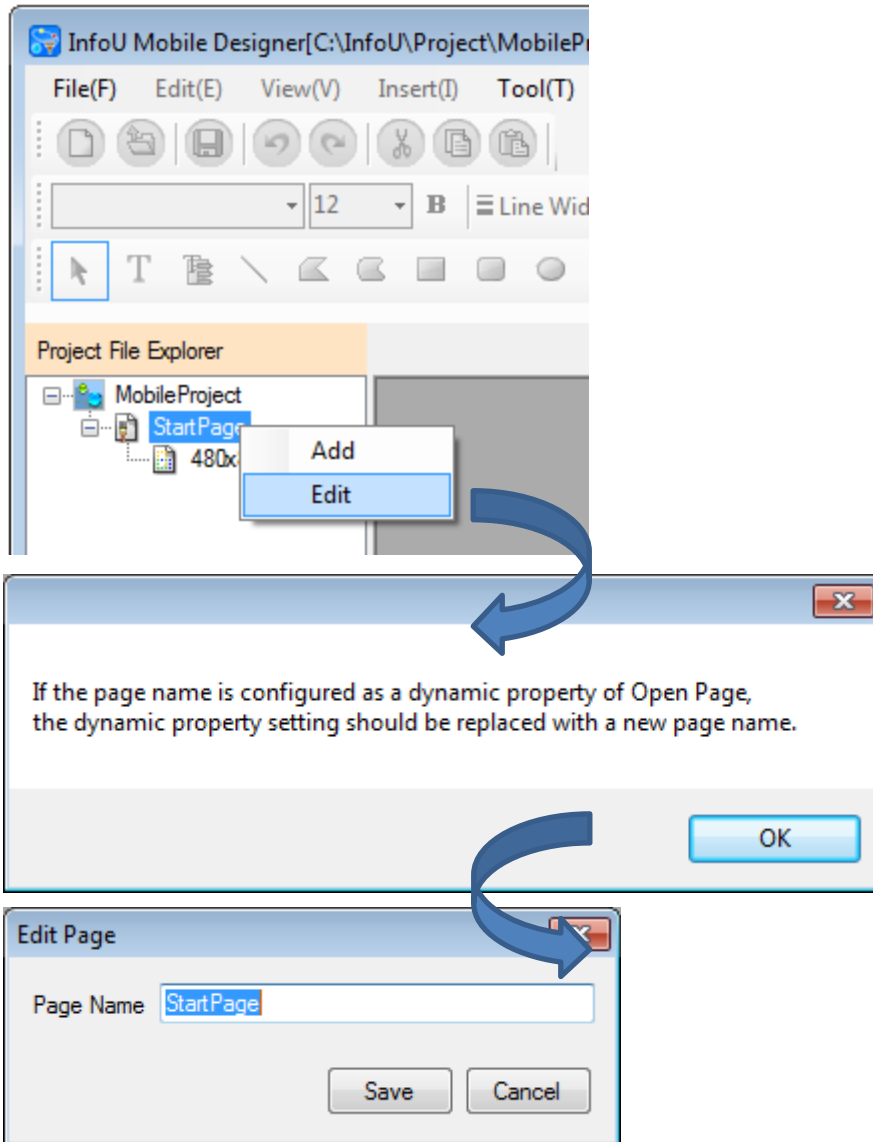 InfoU Mobile Designer[C:\InfoU\Project\MobilePr
File(F) Edit(E) View(V) Insert(I) Tool(T)
12 B Line Wid
T
Project File Explorer
MobileProject
StartPage
480x
Add
Edit
If the page name is configured as a dynamic property of Open Page,
the dynamic property setting should be replaced with a new page name.
OK
Edit Page
Page Name StartPage
Save Cancel